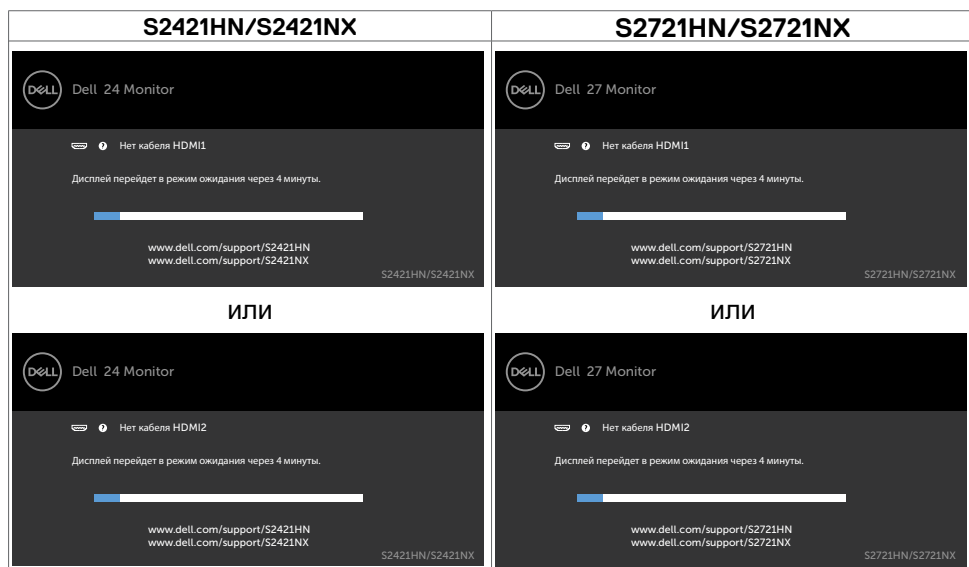 S2421HN/S2421NX
S2721HN/S2721NX
DELL
Dell 24 Monitor
Нет кабеля HDMI1
Дисплей перейдет в режим ожидания через 4 минуты.
www.dell.com/support/S2421HN
www.dell.com/support/S2421NX
S2421HN/S2421NX
DELL
Dell 27 Monitor
Нет кабеля HDMI1
Дисплей перейдет в режим ожидания через 4 минуты.
www.dell.com/support/S2721HN
www.dell.com/support/S2721NX
S2721HN/S2721NX
или
или
DELL
Dell 24 Monitor
Нет кабеля HDMI2
Дисплей перейдет в режим ожидания через 4 минуты.
www.dell.com/support/S2421HN
www.dell.com/support/S2421NX
S2421HN/S2421NX
DELL
Dell 27 Monitor
Нет кабеля HDMI2
Дисплей перейдет в режим ожидания через 4 минуты.
www.dell.com/support/S2721HN
www.dell.com/support/S2721NX
S2721HN/S2721NX